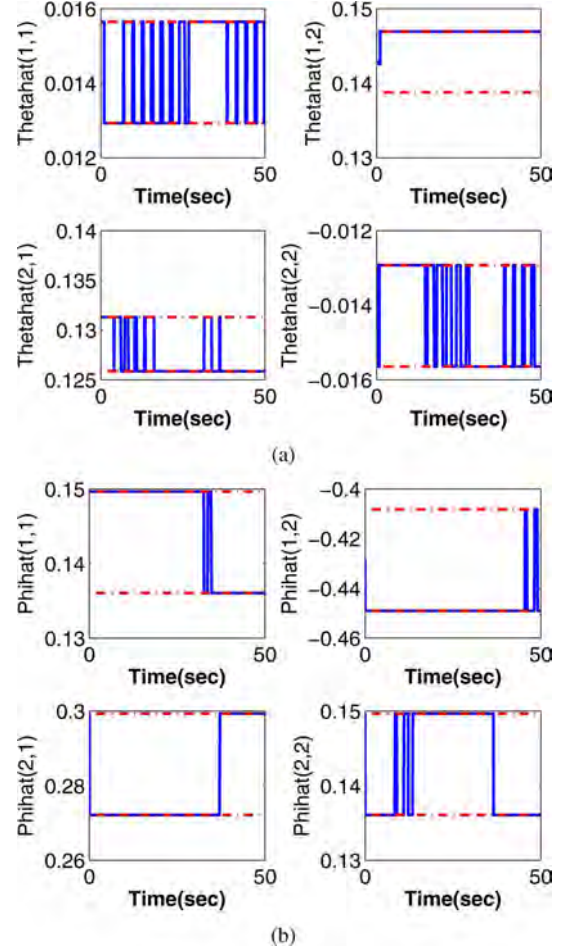 0.016
0.015
0.013
0.012
Thetahat(1,1)
0 50
Time(sec)
0.15
0.14
0.13
Thetahat(1,2)
0 50
Time(sec)
0.14
0.135
0.13
0.125
Thetahat(2,1)
0 50
Time(sec)
−0.012
−0.013
−0.014
−0.016
Thetahat(2,2)
0 50
Time(sec)
(a)
0.15
0.14
0.13
Phihat(1,1)
0 50
Time(sec)
−0.4
−0.42
−0.44
−0.46
Phihat(1,2)
0 50
Time(sec)
0.3
0.28
0.26
Phihat(2,1)
0 50
Time(sec)
0.15
0.14
0.13
Phihat(2,2)
0 50
Time(sec)
(b)